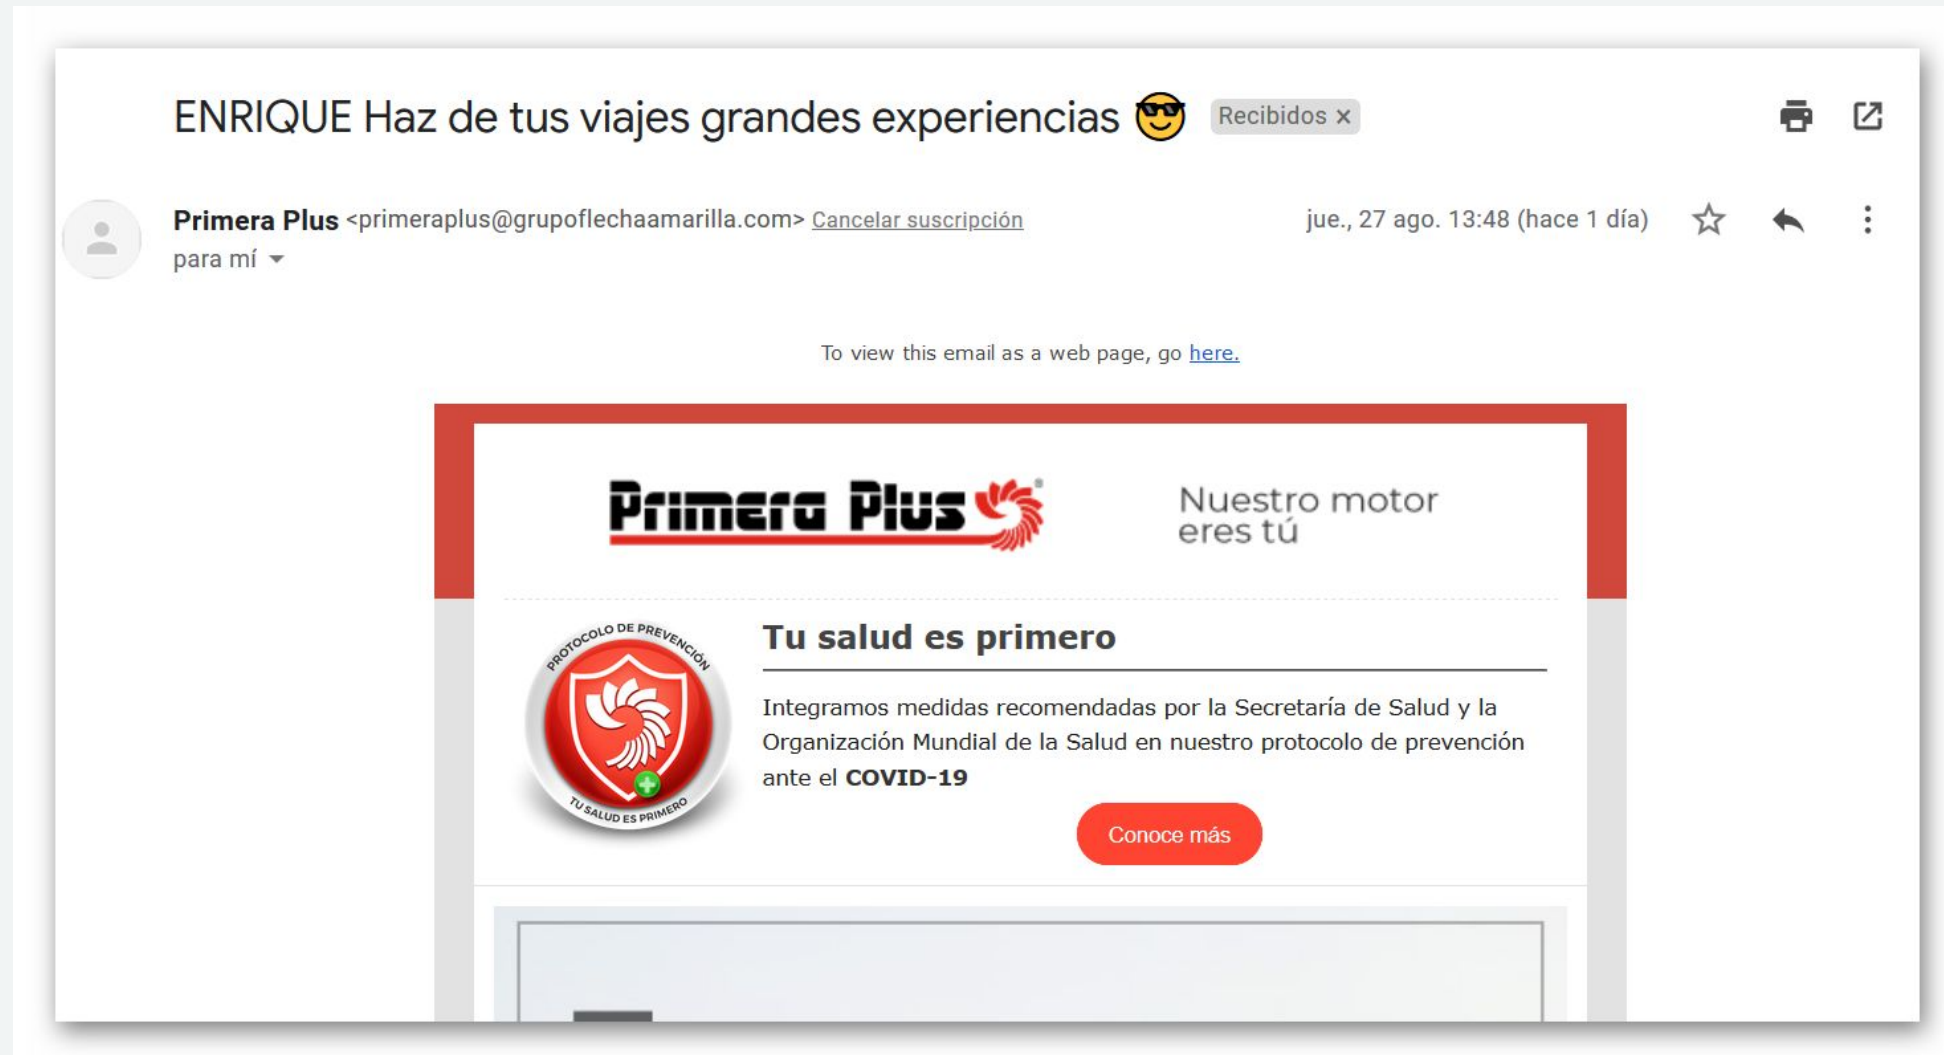 ENRIQUE Haz de tus viajes grandes experiencias 😎 Recibidos x
Primera Plus <primeraplus@grupoflechaamarilla.com> Cancelar suscripción jue., 27 ago. 13:48 (hace 1 día)
para mí
To view this email as a web page, go here.
Primera Plus ®
Nuestro motor
eres tú
PROTOCOLO DE PREVENCIÓN
TU SALUD ES PRIMERO
Tu salud es primero
Integramos medidas recomendadas por la Secretaría de Salud y la
Organización Mundial de la Salud en nuestro protocolo de prevención
ante el COVID-19
Conoce más